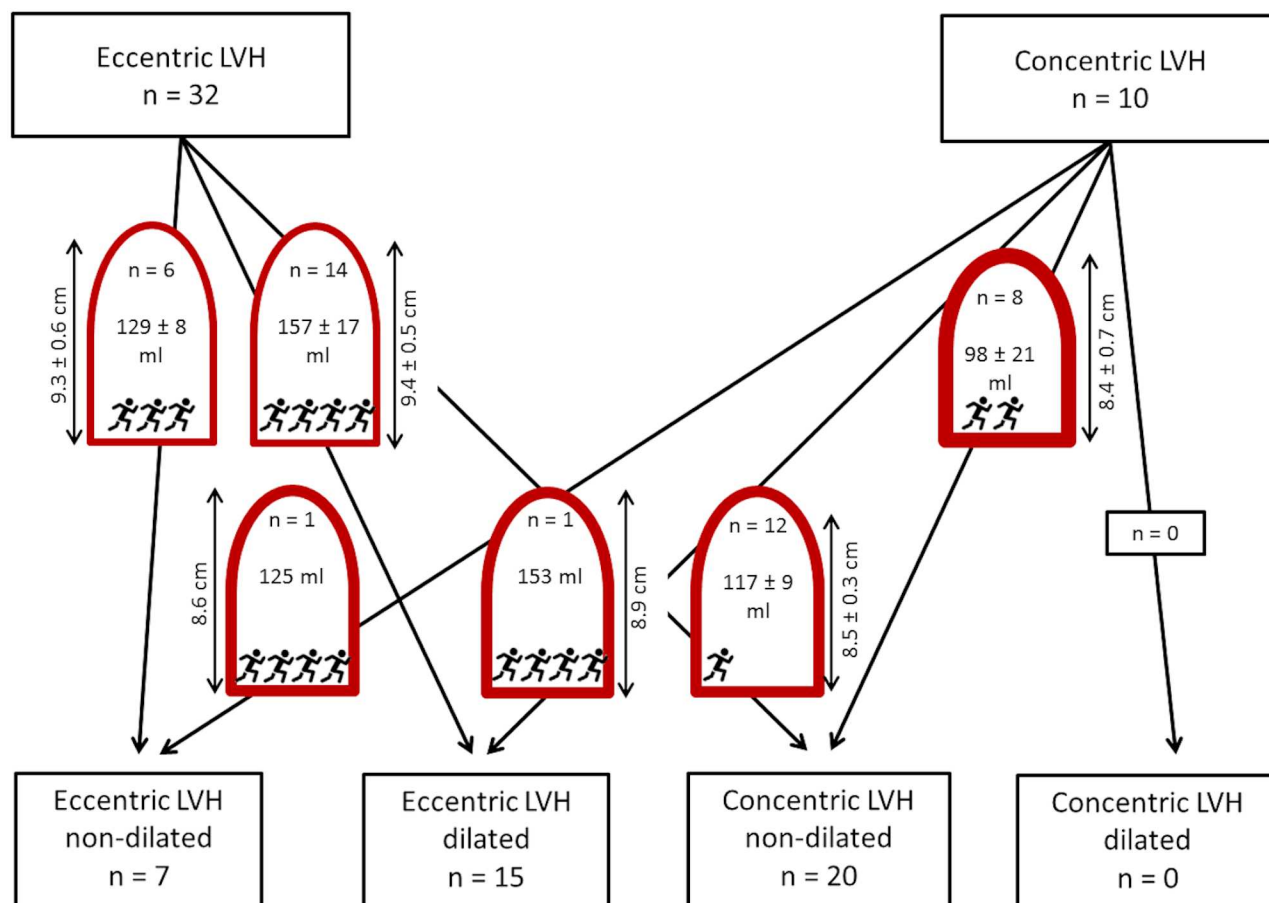 Eccentric LVH
n = 32
Concentric LVH
n = 10
9.3 ± 0.6 cm
n = 6
129 ± 8
ml
n = 14
157 ± 17
ml
9.4 ± 0.5 cm
n = 8
98 ± 21
ml
8.4 ± 0.7 cm
8.6 cm
n = 1
125 ml
n = 1
153 ml
8.9 cm
n = 12
117 ± 9
ml
8.5 ± 0.3 cm
n = 0
Eccentric LVH
non-dilated
n = 7
Eccentric LVH
dilated
n = 15
Concentric LVH
non-dilated
n = 20
Concentric LVH
dilated
n = 0